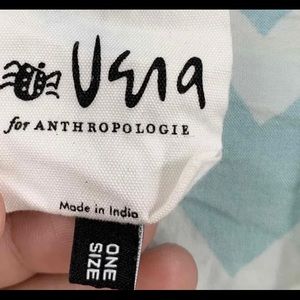 Vera
for ANTHROPOLOGIE
Made in India
ONE
SIZE